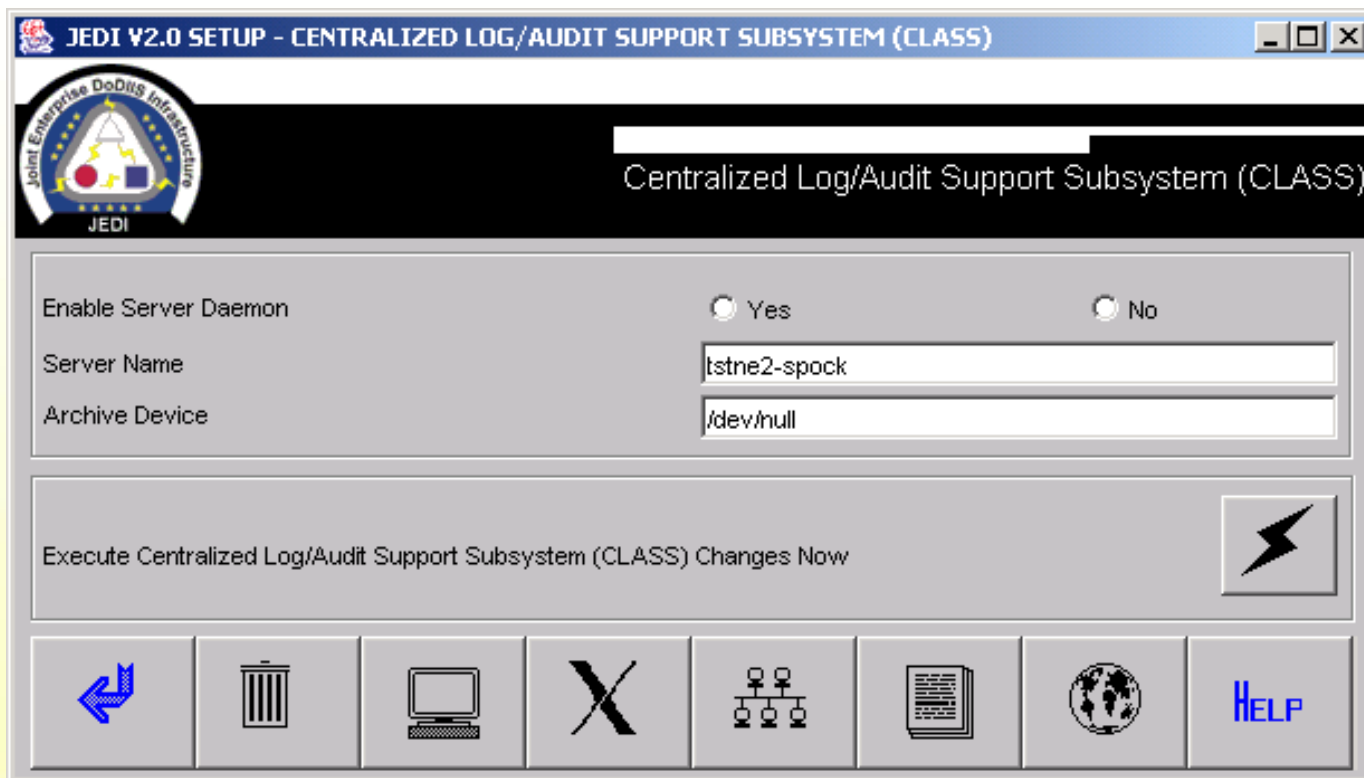 JEDI V2.0 SETUP - CENTRALIZED LOG/AUDIT SUPPORT SUBSYSTEM (CLASS)
Joint Enterprise DoDIIS Infrastructure
JEDI
Centralized Log/Audit Support Subsystem (CLASS)
Enable Server Daemon Yes No
Server Name tstne2-spock
Archive Device /dev/null
Execute Centralized Log/Audit Support Subsystem (CLASS) Changes Now
X HELP